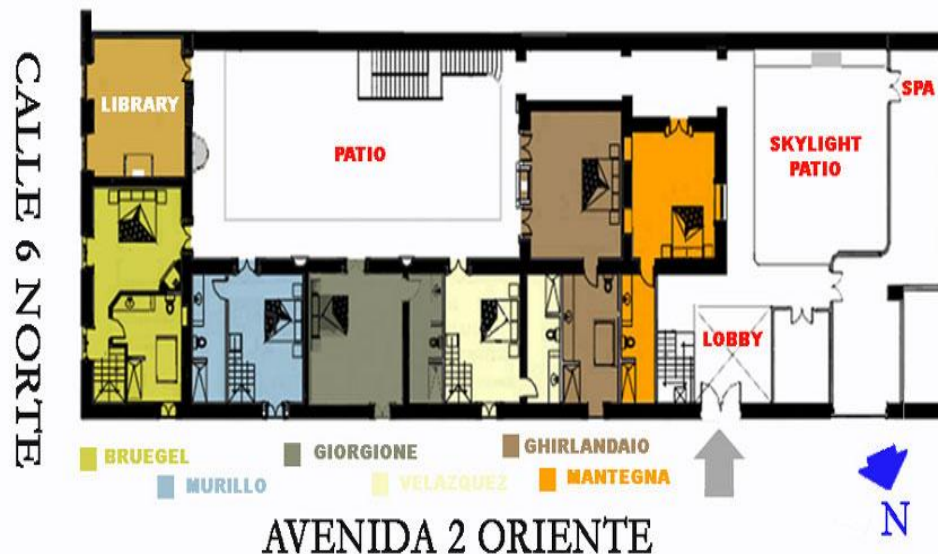 CALLE 6 NORTE
LIBRARY
PATIO
SPA
SKYLIGHT
PATIO
LOBBY
BRUEGEL
GIORGIONE
GHIRLANDAIO
MURILLO
VELAZQUEZ
MANTEGNA
N
AVENIDA 2 ORIENTE